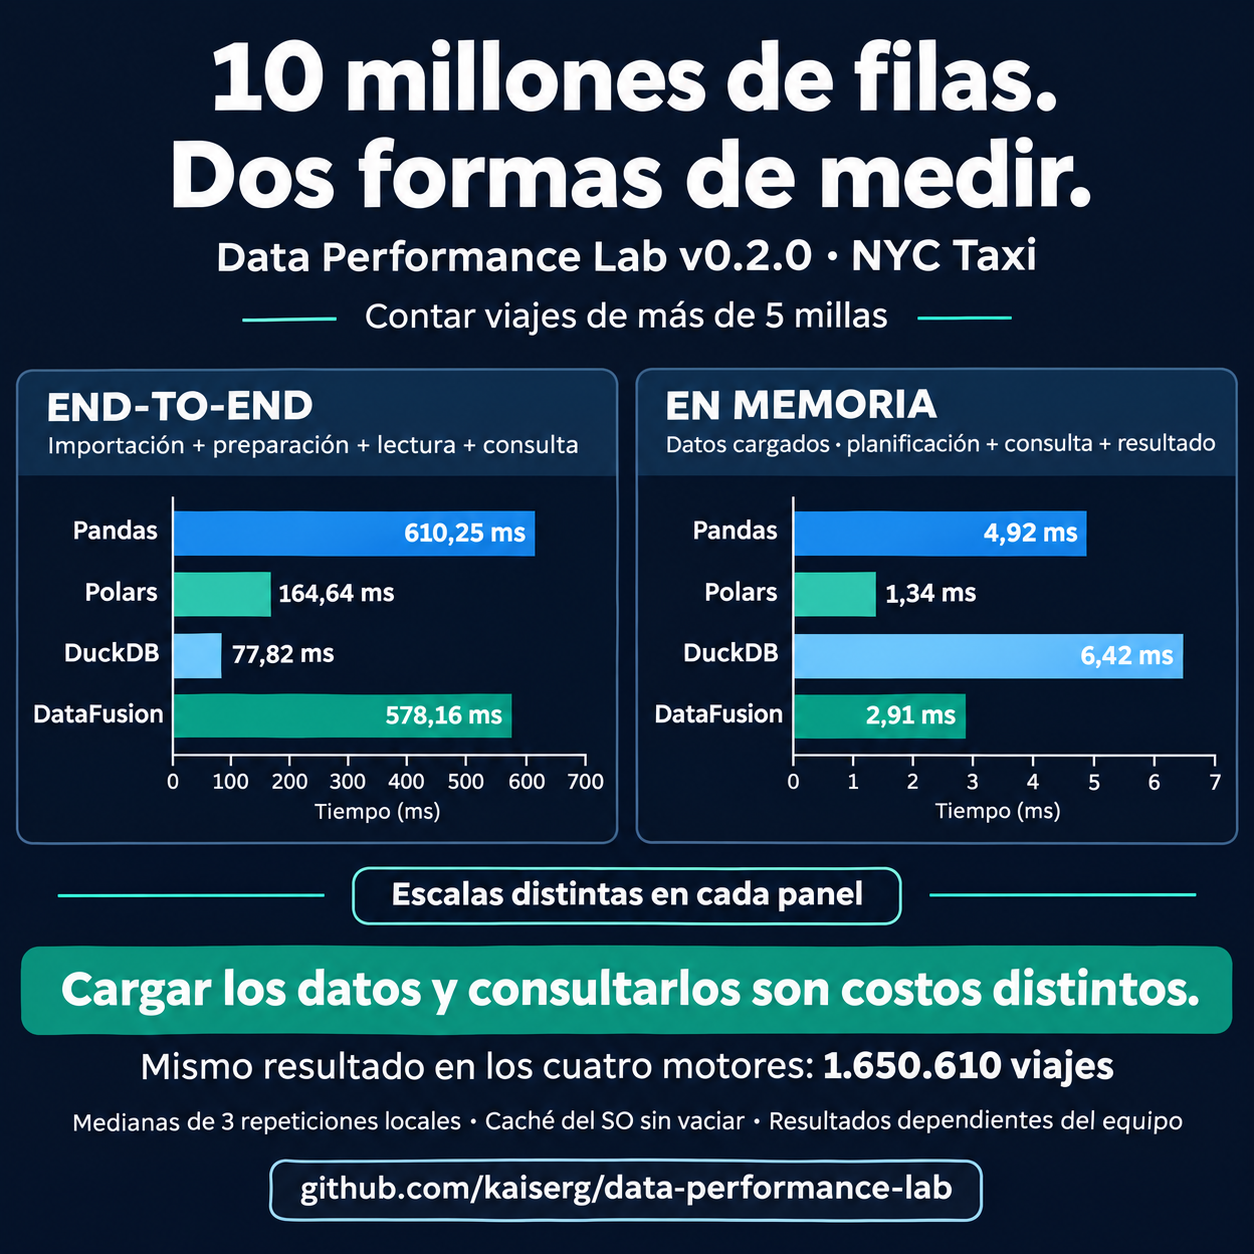 10 millones de filas.
Dos formas de medir.
Data Performance Lab v0.2.0 • NYC Taxi
Contar viajes de más de 5 millas
END-TO-END
Importación + preparación + lectura + consulta
Pandas
610,25 ms
Polars
164,64 ms
DuckDB
77,82 ms
DataFusion
578,16 ms
0 100 200 300 400 500 600 700
Tiempo (ms)
EN MEMORIA
Datos cargados · planificación + consulta + resultado
Pandas
4,92 ms
Polars
1,34 ms
DuckDB
6,42 ms
DataFusion
2,91 ms
0 1 2 3 4 5 6 7
Tiempo (ms)
Escalas distintas en cada panel
Cargar los datos y consultarlos son costos distintos.
Mismo resultado en los cuatro motores: 1.650.610 viajes
Medianas de 3 repeticiones locales • Caché del SO sin vaciar • Resultados dependientes del equipo
github.com/kaiserg/data-performance-lab